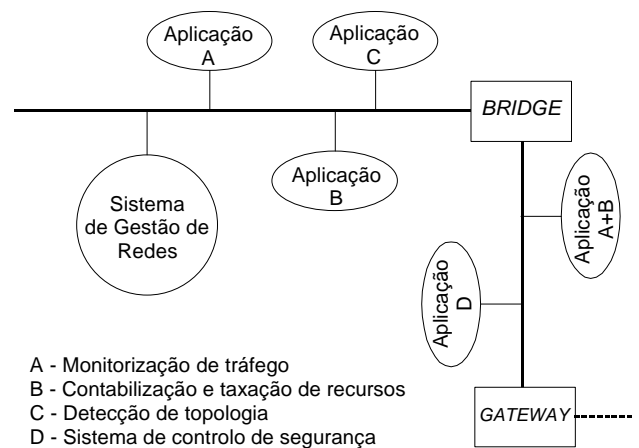 Aplicação
A
Aplicação
C
BRIDGE
Aplicação
B
Sistema
de Gestão de
Redes
Aplicação
A+B
Aplicação
D
A - Monitorização de tráfego
B - Contabilização e taxação de recursos
C - Detecção de topologia
D - Sistema de controlo de segurança
GATEWAY